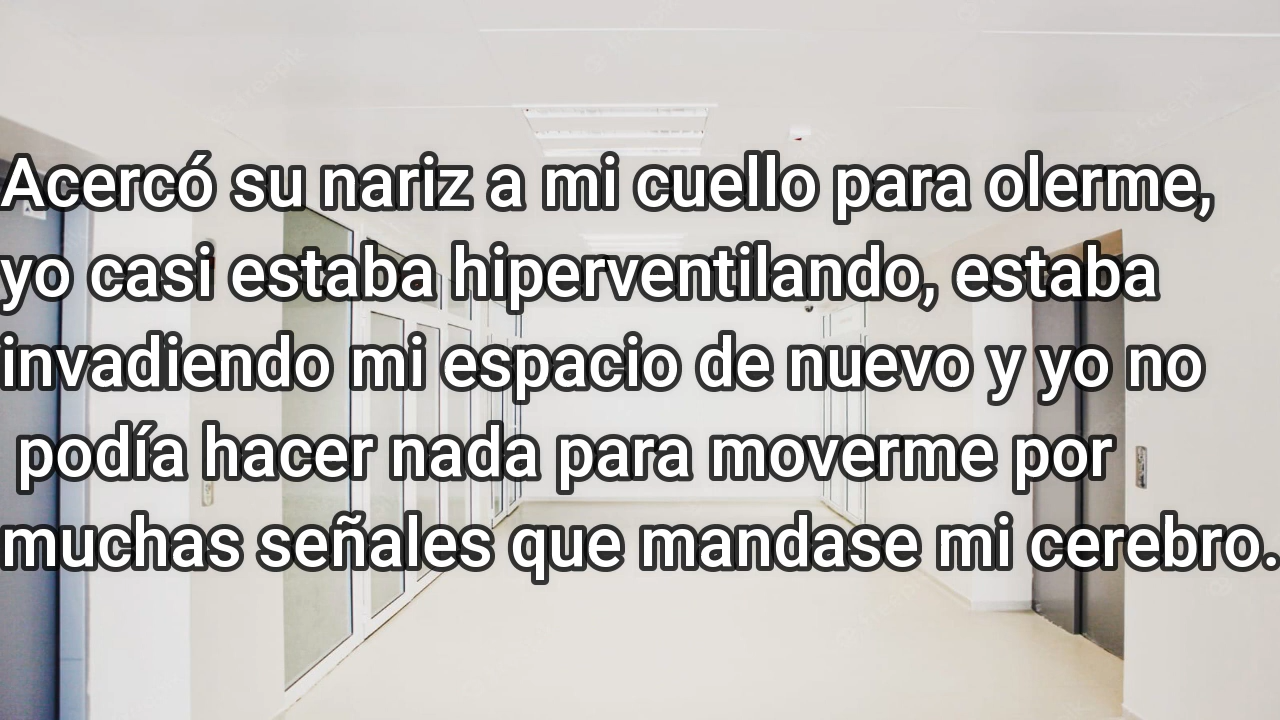 Acercó su nariz a mi cuello para olerme,
yo casi estaba hiperventilando, estaba
invadiendo mi espacio de nuevo y yo no
podía hacer nada para moverme por
muchas señales que mandase mi cerebro.